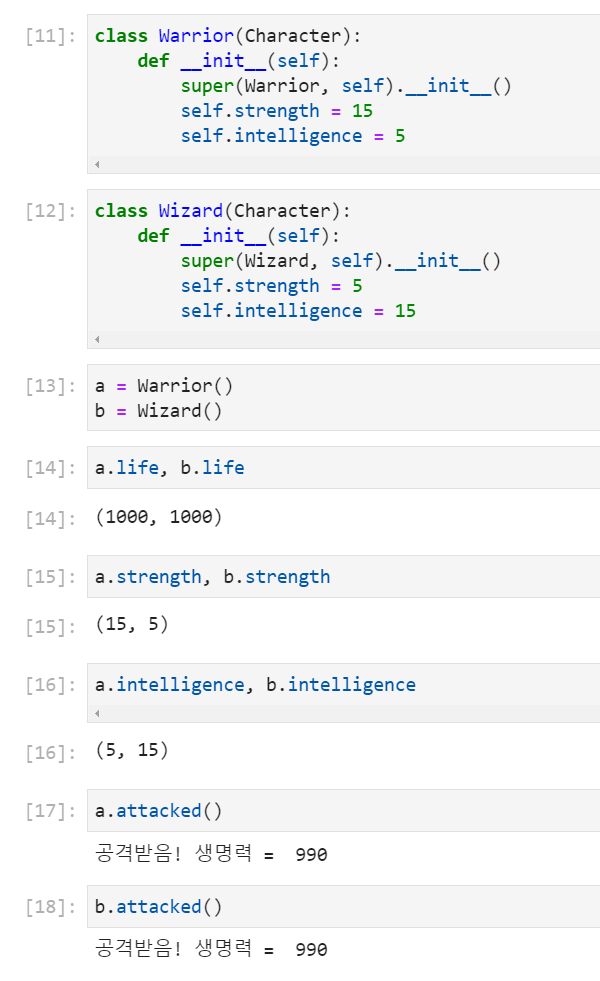 [11]: class Warrior(Character):
    def __init__(self):
        super(Warrior, self).__init__()
        self.strength = 15
        self.intelligence = 5
[12]: class Wizard(Character):
    def __init__(self):
        super(Wizard, self).__init__()
        self.strength = 5
        self.intelligence = 15
[13]: a = Warrior()
b = Wizard()
[14]: a.life, b.life
[14]: (1000, 1000)
[15]: a.strength, b.strength
[15]: (15, 5)
[16]: a.intelligence, b.intelligence
[16]: (5, 15)
[17]: a.attacked()
공격받음! 생명력 =  990
[18]: b.attacked()
공격받음! 생명력 =  990